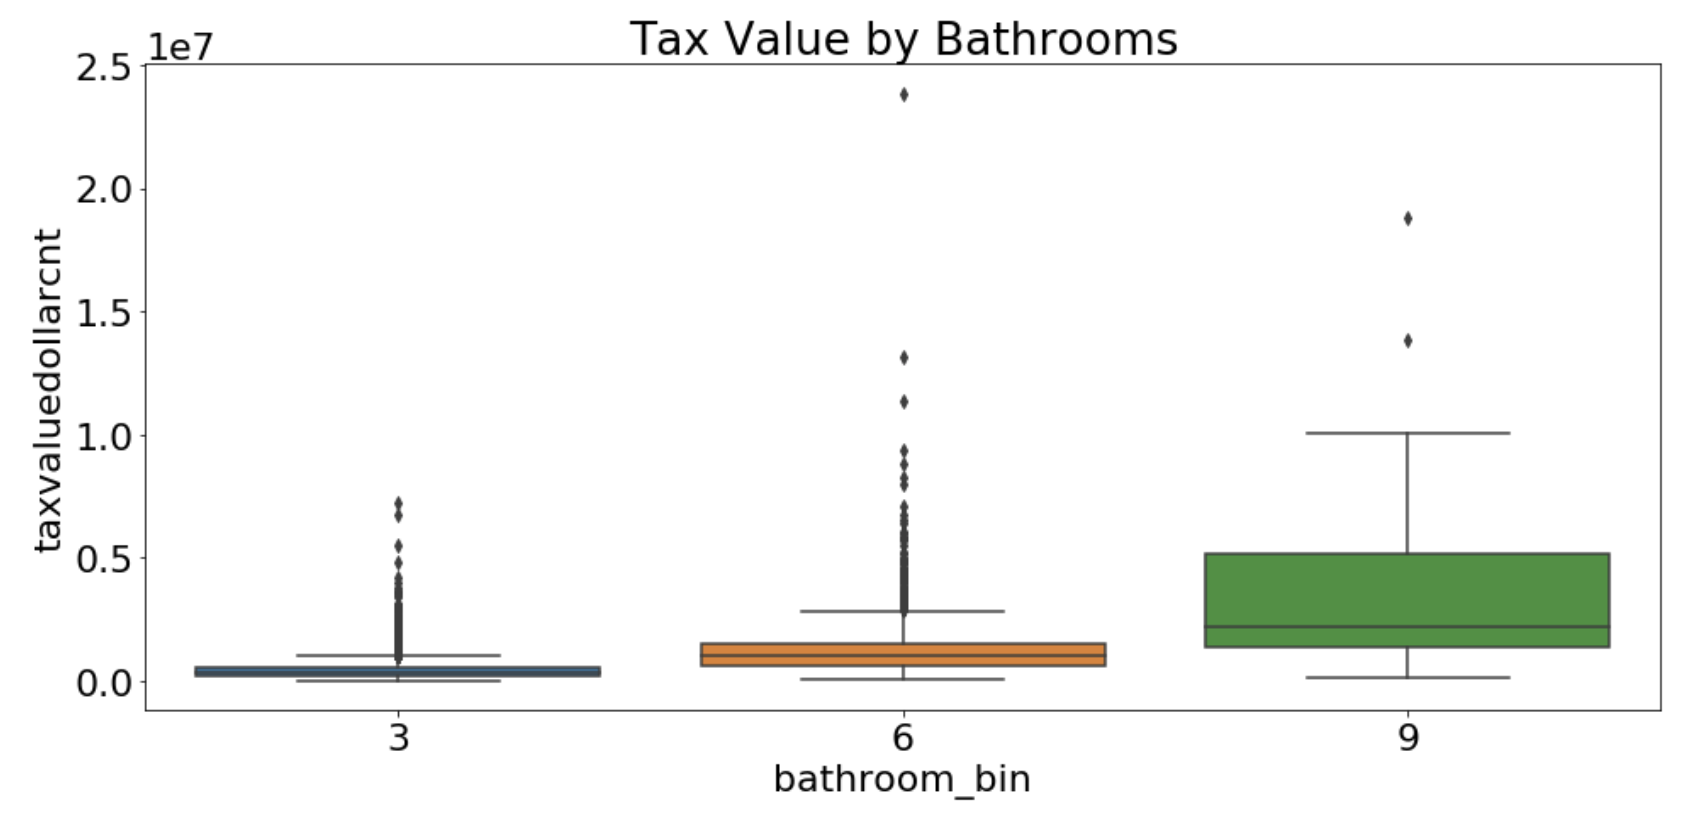 Tax Value by Bathrooms
1e7
2.5
2.0
1.5
1.0
0.5
0.0
taxvaluedollarcnt
3 6 9
bathroom_bin